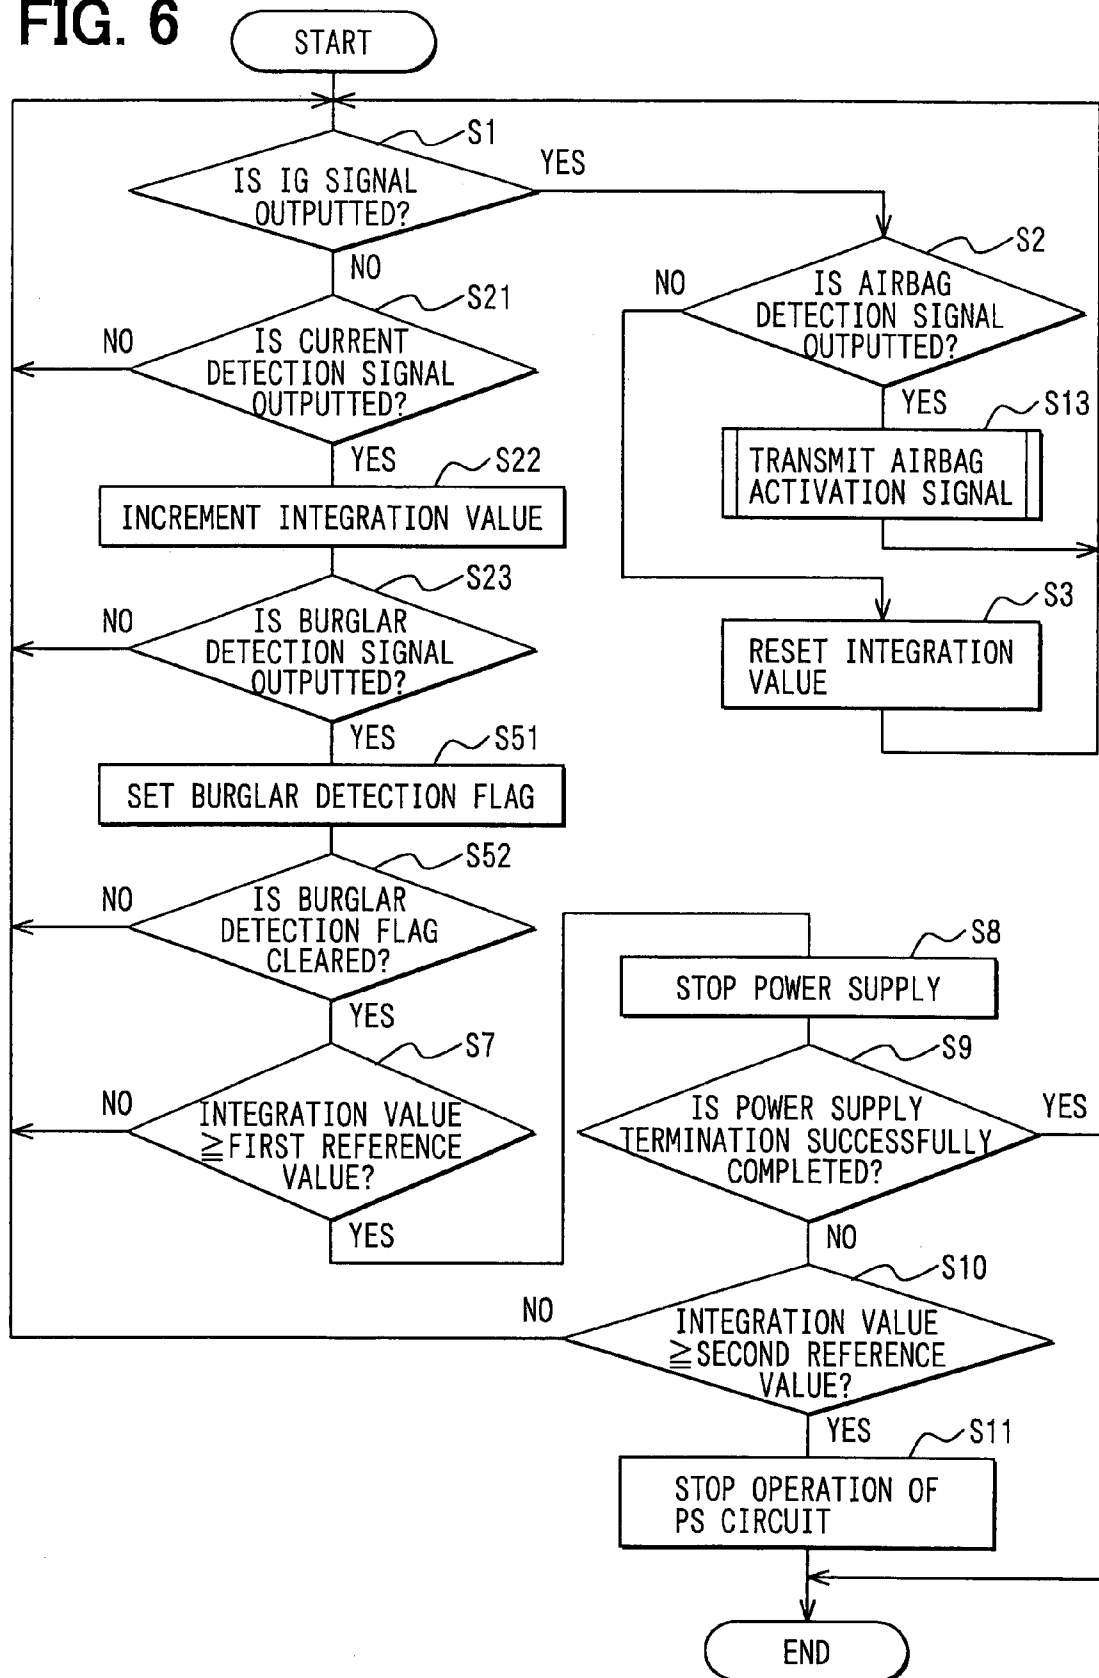 FIG. 6
START
S1
IS IG SIGNAL
OUTPUTTED?
YES
NO
S2
IS AIRBAG
DETECTION SIGNAL
OUTPUTTED?
NO
YES
S13
TRANSMIT AIRBAG
ACTIVATION SIGNAL
S3
RESET INTEGRATION
VALUE
S21
IS CURRENT
DETECTION SIGNAL
OUTPUTTED?
NO
YES
S22
INCREMENT INTEGRATION VALUE
S23
IS BURGLAR
DETECTION SIGNAL
OUTPUTTED?
NO
YES
S51
SET BURGLAR DETECTION FLAG
S52
IS BURGLAR
DETECTION FLAG
CLEARED?
NO
YES
S7
INTEGRATION VALUE
≧FIRST REFERENCE
VALUE?
NO
YES
S8
STOP POWER SUPPLY
S9
IS POWER SUPPLY
TERMINATION SUCCESSFULLY
COMPLETED?
YES
NO
S10
INTEGRATION VALUE
≧SECOND REFERENCE
VALUE?
NO
YES
S11
STOP OPERATION OF
PS CIRCUIT
END